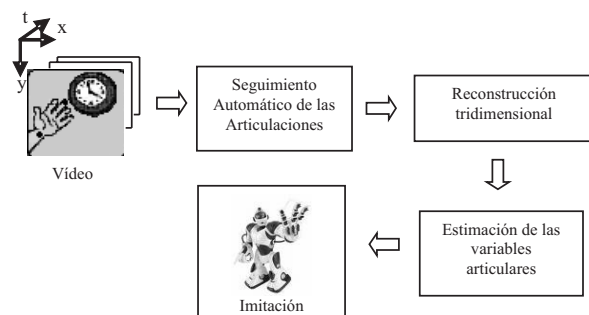 t
x
y
Vídeo
Seguimiento
Automático de las
Articulaciones
Reconstrucción
tridimensional
Estimación de las
variables
articulares
Imitación